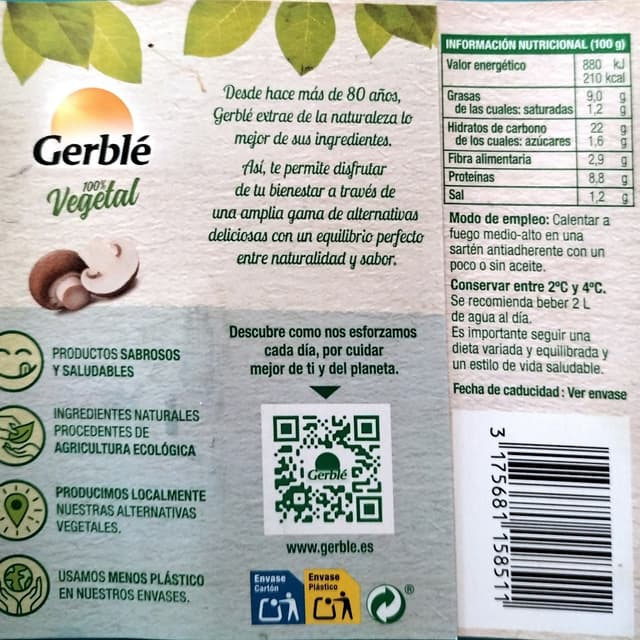 Gerblé
100%
Vegetal
Desde hace más de 80 años,
Gerblé extrae de la naturaleza lo
mejor de sus ingredientes.
Así, te permite disfrutar
de tu bienestar a través de
una amplia gama de alternativas
deliciosas con un equilibrio perfecto
entre naturalidad y sabor.
PRODUCTOS SABROSOS
Y SALUDABLES
INGREDIENTES NATURALES
PROCEDENTES DE
AGRICULTURA ECOLÓGICA
PRODUCIMOS LOCALMENTE
NUESTRAS ALTERNATIVAS
VEGETALES.
USAMOS MENOS PLÁSTICO
EN NUESTROS ENVASES.
Descubre como nos esforzamos
cada día, por cuidar
mejor de ti y del planeta.
Gerblé
www.gerble.es
Envase
Cartón
Envase
Plástico
®
INFORMACIÓN NUTRICIONAL (100 g)
Valor energético 880 kJ
210 kcal
Grasas 9,0 g
de las cuales: saturadas 1,2 g
Hidratos de carbono 22 g
de los cuales: azúcares 1,6 g
Fibra alimentaria 2,9 g
Proteínas 8,8 g
Sal 1,2 g
Modo de empleo: Calentar a
fuego medio-alto en una
sartén antiadherente con un
poco o sin aceite.
Conservar entre 2ºC y 4ºC.
Se recomienda beber 2 L
de agua al día.
Es importante seguir una
dieta variada y equilibrada y
un estilo de vida saludable.
Fecha de caducidad: Ver envase
3 175681 158511